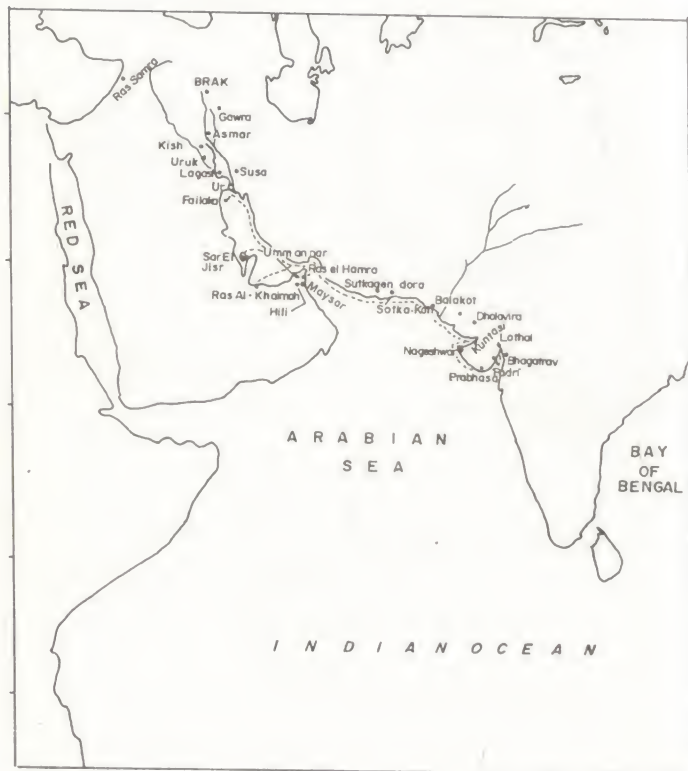 Ras Samra
BRAK
Gawra
Asmar
Kish
Uruk
Lagash
Susa
Ur
Failaka
RED SEA
Sar El
Jisr
Umm an nar
Ras el Hamra
Ras Al-Khaimah
Maysar
Hili
Sutkagen dora
Sotka-Koh
Balakot
Dholavira
Kuntasi
Lothal
Nageshwar
Bhagatrav
Prabhasa
Padri
ARABIAN
SEA
BAY
OF
BENGAL
INDIAN OCEAN